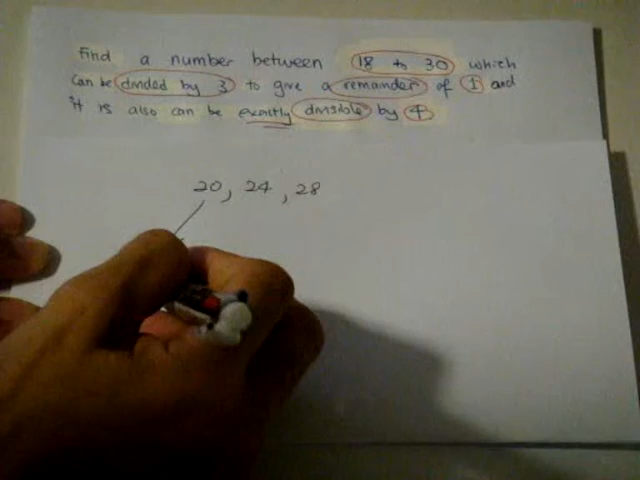 Find a number between 18 to 30 which
can be divided by 3 to give a remainder of 1 and
it is also can be exactly divisible by 4
20, 24, 28